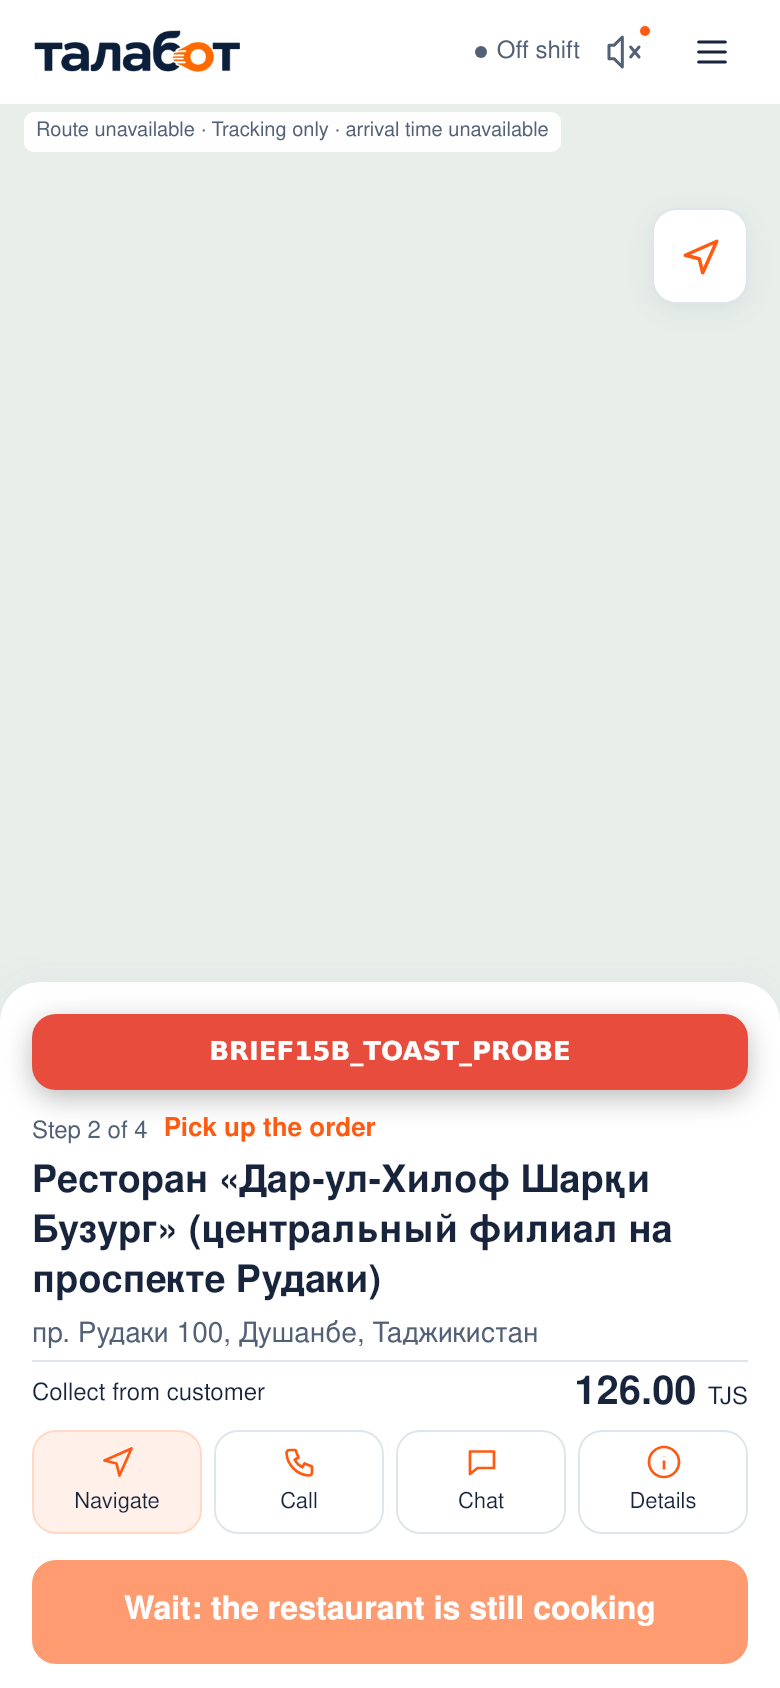 талабот
Off shift
Route unavailable · Tracking only · arrival time unavailable
BRIEF15B_TOAST_PROBE
Step 2 of 4 Pick up the order
Ресторан «Дар-ул-Хилоф Шарқи
Бузург» (центральный филиал на
проспекте Рудаки)
пр. Рудаки 100, Душанбе, Таджикистан
Collect from customer 126.00 TJS
Navigate Call Chat Details
Wait: the restaurant is still cooking